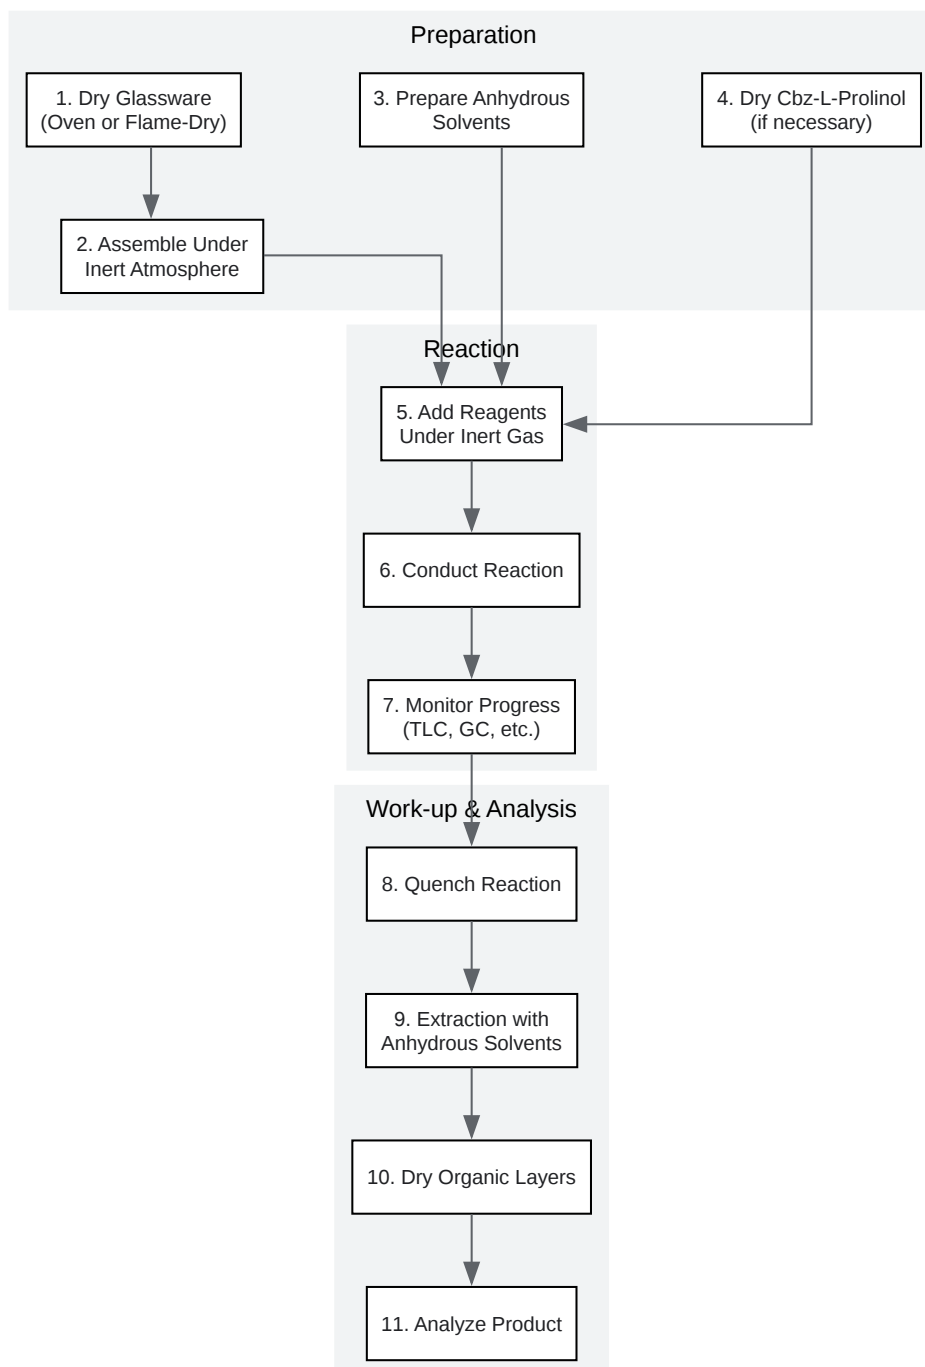 Preparation
1. Dry Glassware
(Oven or Flame-Dry)
3. Prepare Anhydrous
Solvents
4. Dry Cbz-L-Prolinol
(if necessary)
2. Assemble Under
Inert Atmosphere
Reaction
5. Add Reagents
Under Inert Gas
6. Conduct Reaction
7. Monitor Progress
(TLC, GC, etc.)
Work-up & Analysis
8. Quench Reaction
9. Extraction with
Anhydrous Solvents
10. Dry Organic Layers
11. Analyze Product